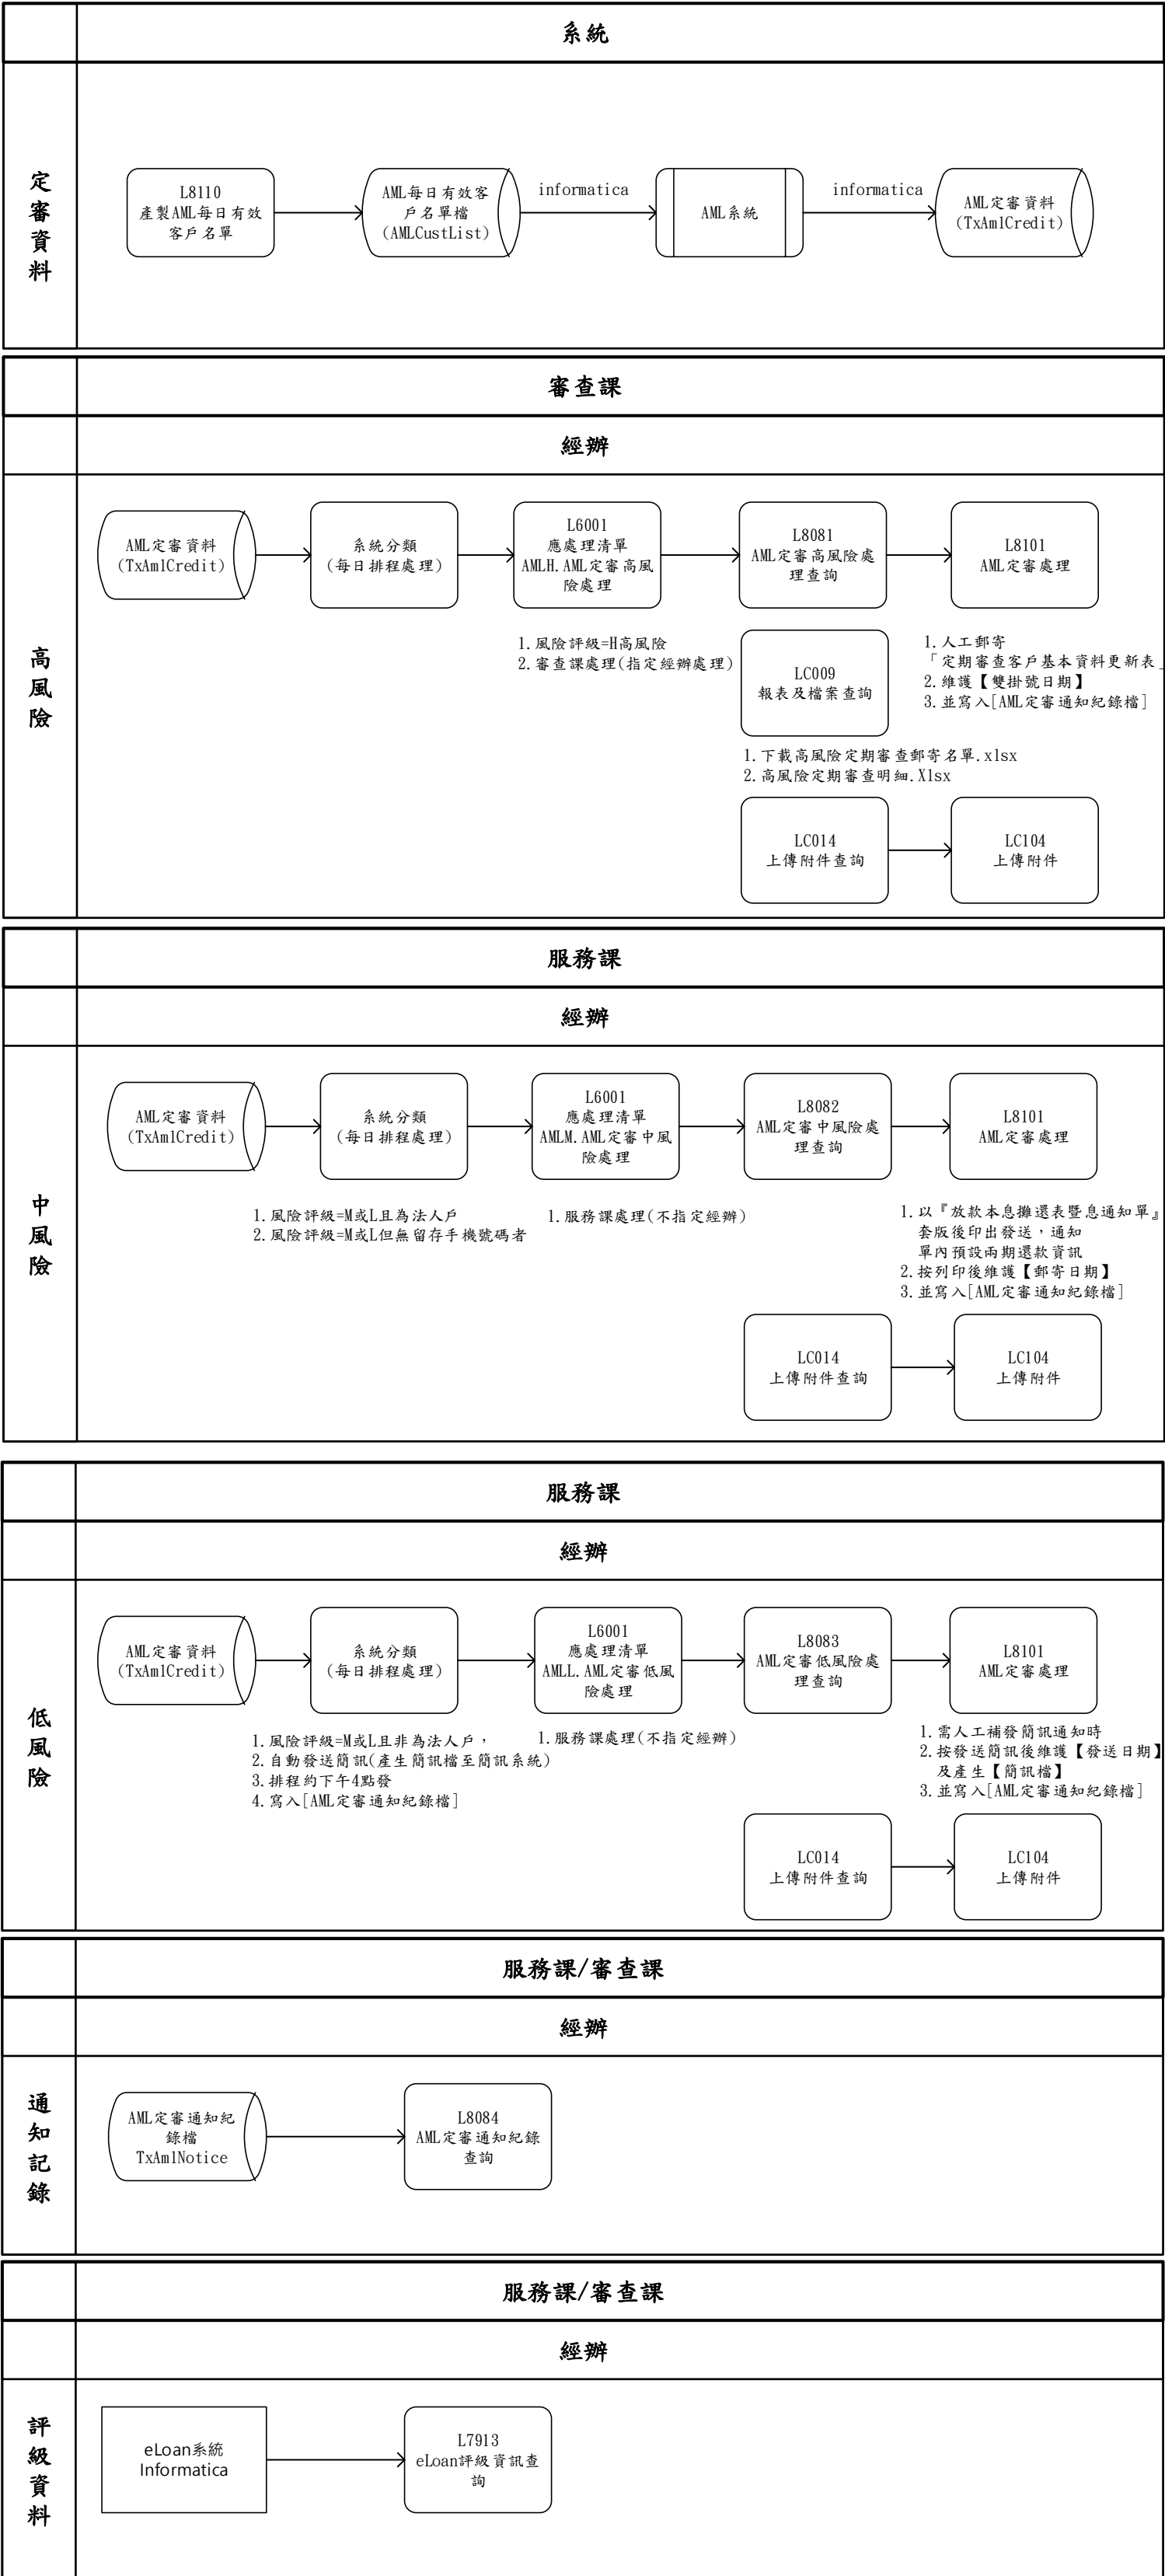 系統
定審資料
L8110
產製AML每日有效
客戶名單
AML每日有效客
戶名單檔
(AMLCustList)
informatica
AML系統
informatica
AML定審資料
(TxAmlCredit)
審查課
經辦
高風險
AML定審資料
(TxAmlCredit)
系統分類
(每日排程處理)
L6001
應處理清單
AMLH.AML定審高風
險處理
L8081
AML定審高風險處
理查詢
L8101
AML定審處理
1.風險評級=H高風險
2.審查課處理(指定經辦處理)
LC009
報表及檔案查詢
1.人工郵寄
「定期審查客戶基本資料更新表」
2.維護【雙掛號日期】
3.並寫入[AML定審通知紀錄檔]
1.下載高風險定期審查郵寄名單.xlsx
2.高風險定期審查明細.Xlsx
LC014
上傳附件查詢
LC104
上傳附件
服務課
經辦
中風險
AML定審資料
(TxAmlCredit)
系統分類
(每日排程處理)
L6001
應處理清單
AMLM.AML定審中風
險處理
L8082
AML定審中風險處
理查詢
L8101
AML定審處理
1.風險評級=M或L且為法人戶
2.風險評級=M或L但無留存手機號碼者
1.服務課處理(不指定經辦)
1.以『放款本息攤還表暨息通知單』
套版後印出發送，通知
單內預設兩期還款資訊
2.按列印後維護【郵寄日期】
3.並寫入[AML定審通知紀錄檔]
LC014
上傳附件查詢
LC104
上傳附件
服務課
經辦
低風險
AML定審資料
(TxAmlCredit)
系統分類
(每日排程處理)
L6001
應處理清單
AMLL.AML定審低風
險處理
L8083
AML定審低風險處
理查詢
L8101
AML定審處理
1.風險評級=M或L且非為法人戶，
2.自動發送簡訊(產生簡訊檔至簡訊系統)
3.排程約下午4點發
4.寫入[AML定審通知紀錄檔]
1.服務課處理(不指定經辦)
1.需人工補發簡訊通知時
2.按發送簡訊後維護【發送日期】
及產生【簡訊檔】
3.並寫入[AML定審通知紀錄檔]
LC014
上傳附件查詢
LC104
上傳附件
服務課/審查課
經辦
通知記錄
AML定審通知紀
錄檔
TxAmlNotice
L8084
AML定審通知紀錄
查詢
服務課/審查課
經辦
評級資料
eLoan系統
Informatica
L7913
eLoan評級資訊查
詢